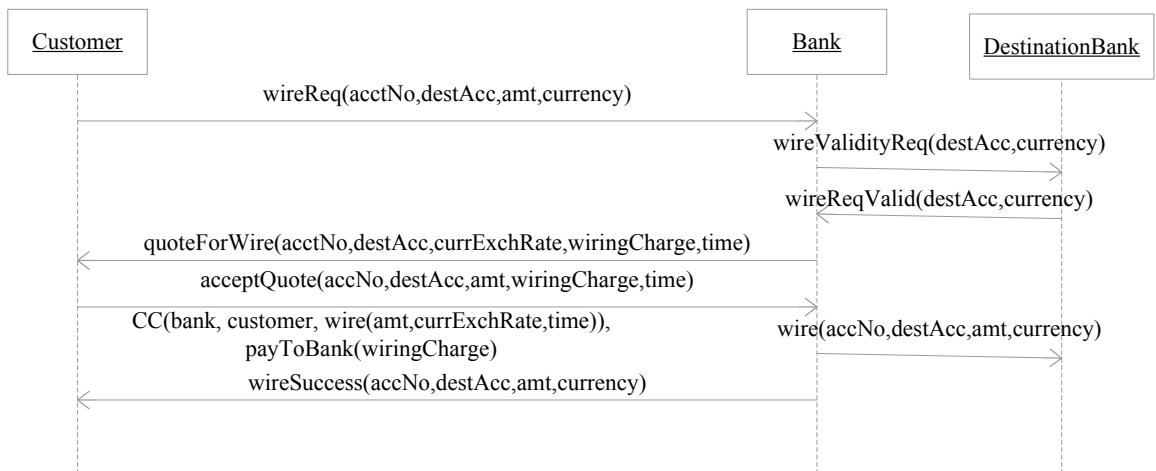 Customer
Bank
DestinationBank
wireReq(acctNo,destAcc,amt,currency)
wireValidityReq(destAcc,currency)
wireReqValid(destAcc,currency)
quoteForWire(acctNo,destAcc,currExchRate,wiringCharge,time)
acceptQuote(accNo,destAcc,amt,wiringCharge,time)
CC(bank, customer, wire(amt,currExchRate,time)),
payToBank(wiringCharge)
wire(accNo,destAcc,amt,currency)
wireSuccess(accNo,destAcc,amt,currency)